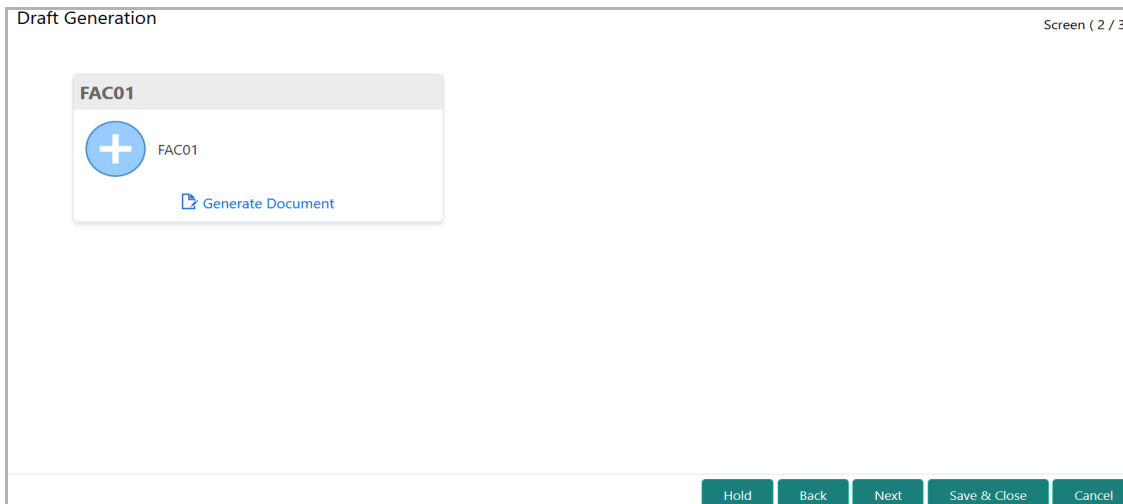 Draft Generation
Screen ( 2 / 3
FAC01
FAC01
Generate Document
Hold Back Next Save & Close Cancel